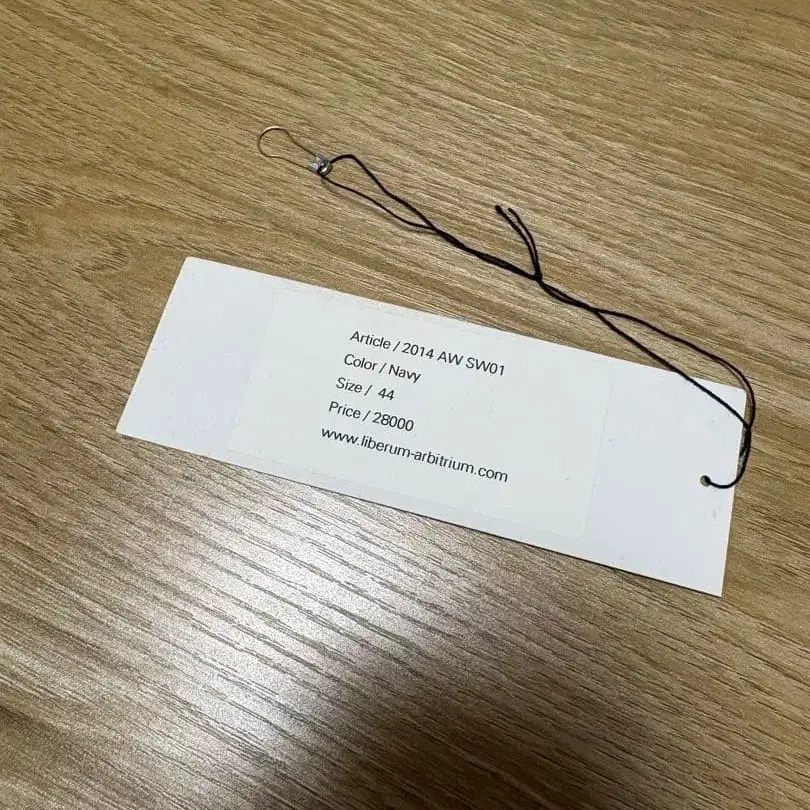 Article / 2014 AW SW01
Color / Navy
Size /  44
Price / 28000
www.liberum-arbitrium.com